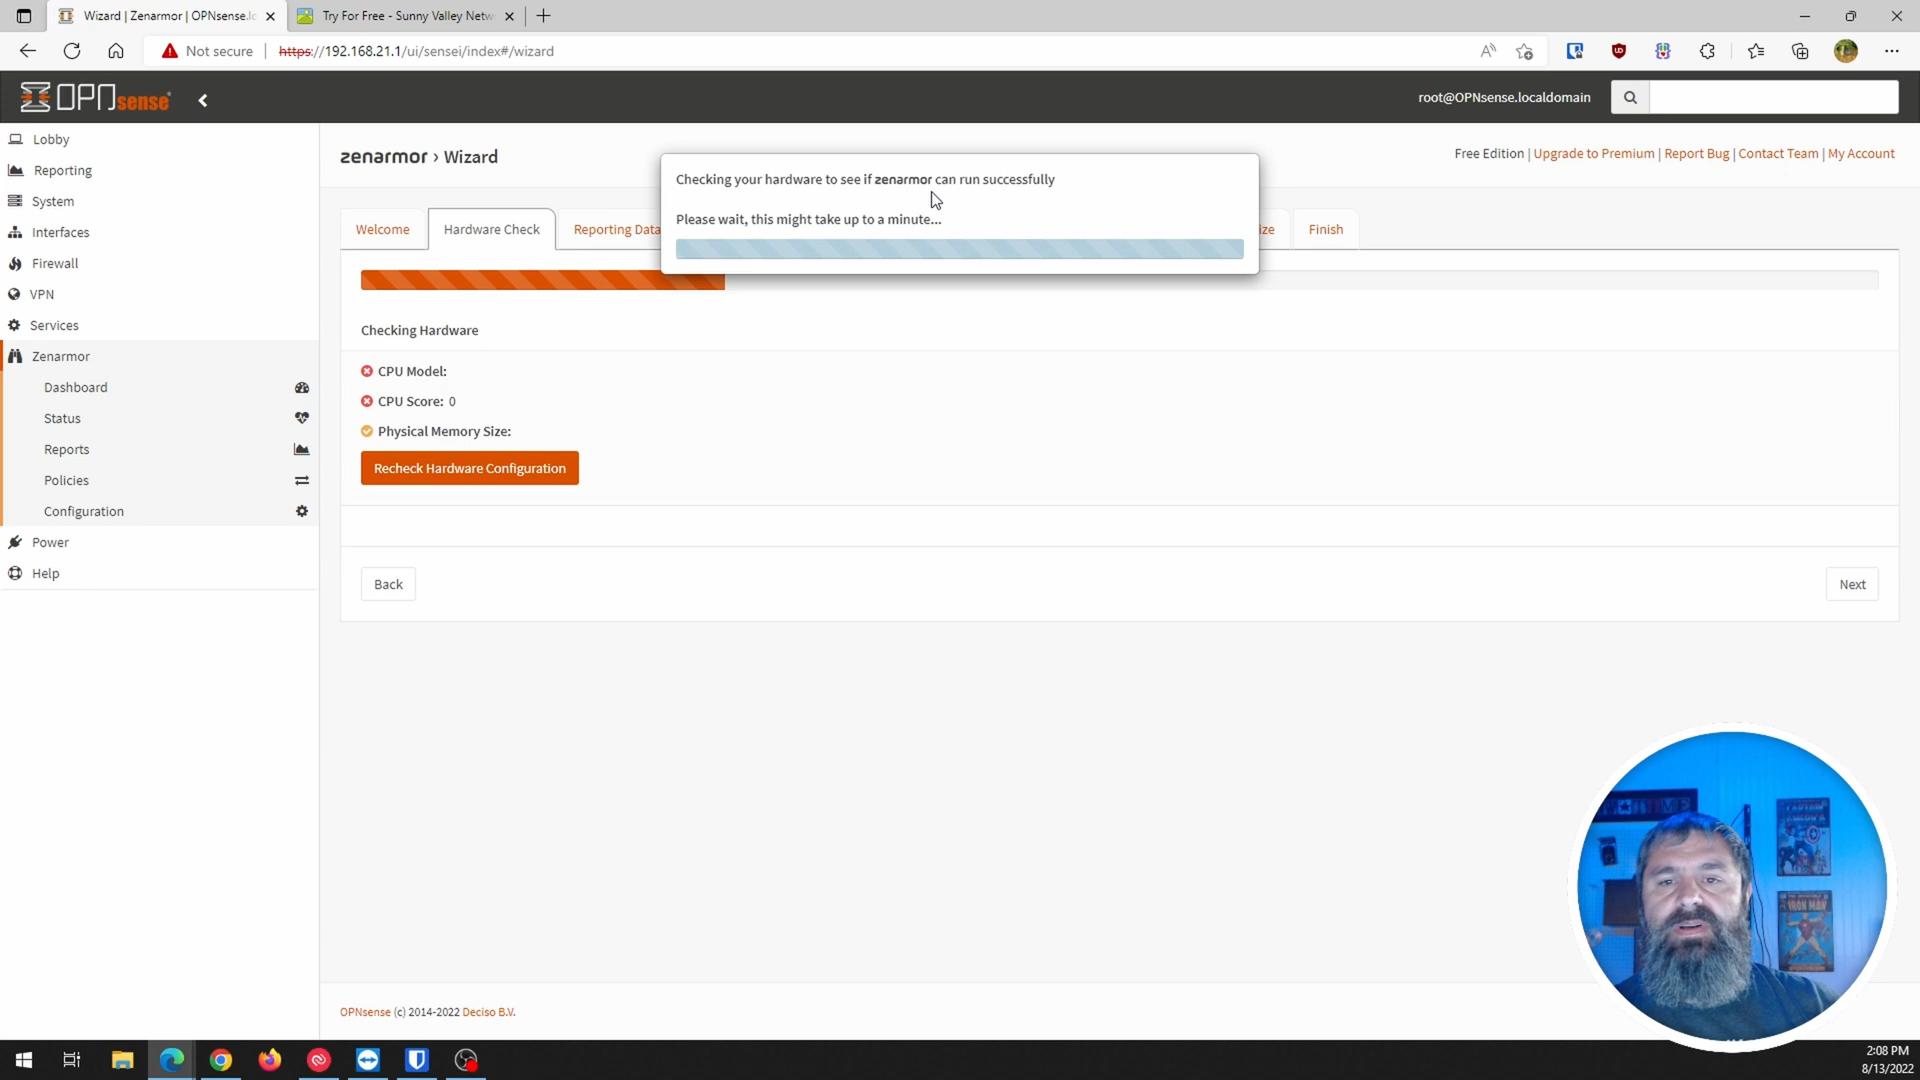 Wizard | Zenarmor | OPNsense.lo
Try For Free - Sunny Valley Netw
Not secure
https://192.168.21.1/ui/sensei/index#/wizard
OPNsense
root@OPNsense.localdomain
Lobby
Reporting
System
Interfaces
Firewall
VPN
Services
Zenarmor
Dashboard
Status
Reports
Policies
Configuration
Power
Help
zenarmor › Wizard
Free Edition | Upgrade to Premium | Report Bug | Contact Team | My Account
Checking your hardware to see if zenarmor can run successfully
Please wait, this might take up to a minute...
Welcome
Hardware Check
Reporting Data
ize
Finish
Checking Hardware
CPU Model:
CPU Score: 0
Physical Memory Size:
Recheck Hardware Configuration
Back
Next
CAPTAIN
IRON MAN
OPNsense (c) 2014-2022 Deciso B.V.
2:08 PM
8/13/2022